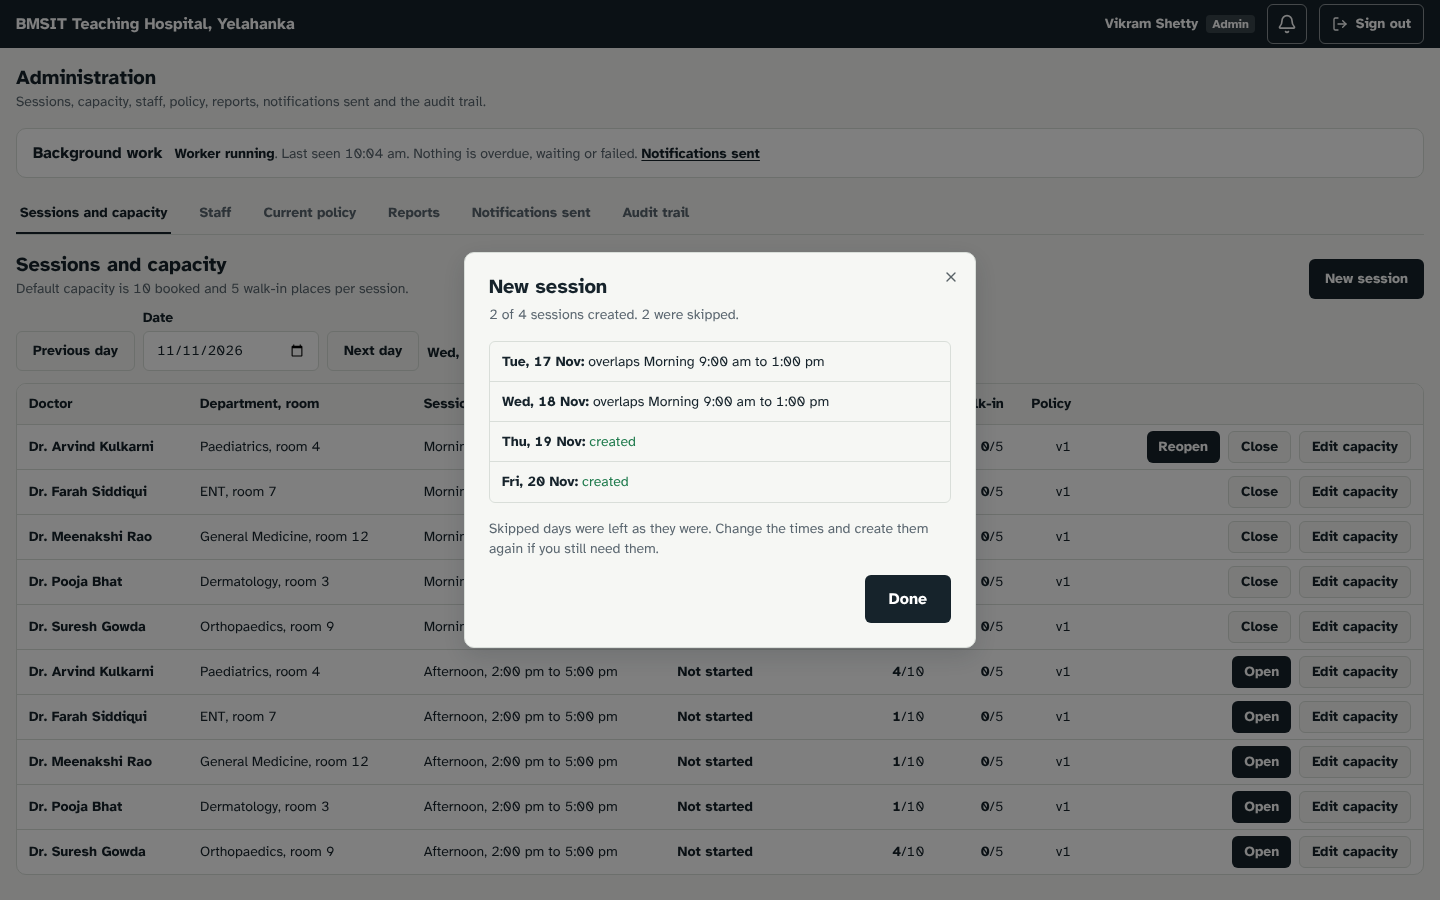 BMSIT Teaching Hospital, Yelahanka
Vikram Shetty Admin Sign out
Administration
Sessions, capacity, staff, policy, reports, notifications sent and the audit trail.
Background work Worker running. Last seen 10:04 am. Nothing is overdue, waiting or failed. Notifications sent
Sessions and capacity Staff Current policy Reports Notifications sent Audit trail
Sessions and capacity
Default capacity is 10 booked and 5 walk-in places per session.
New session
Date
Previous day 11/11/2026 Next day Wed,
New session
2 of 4 sessions created. 2 were skipped.
Tue, 17 Nov: overlaps Morning 9:00 am to 1:00 pm
Wed, 18 Nov: overlaps Morning 9:00 am to 1:00 pm
Thu, 19 Nov: created
Fri, 20 Nov: created
Skipped days were left as they were. Change the times and create them
again if you still need them.
Done
Doctor Department, room Policy
Dr. Arvind Kulkarni Paediatrics, room 4 0/5 v1 Reopen Close Edit capacity
Dr. Farah Siddiqui ENT, room 7 0/5 v1 Close Edit capacity
Dr. Meenakshi Rao General Medicine, room 12 0/5 v1 Close Edit capacity
Dr. Pooja Bhat Dermatology, room 3 0/5 v1 Close Edit capacity
Dr. Suresh Gowda Orthopaedics, room 9 0/5 v1 Close Edit capacity
Dr. Arvind Kulkarni Paediatrics, room 4 Afternoon, 2:00 pm to 5:00 pm Not started 4/10 0/5 v1 Open Edit capacity
Dr. Farah Siddiqui ENT, room 7 Afternoon, 2:00 pm to 5:00 pm Not started 1/10 0/5 v1 Open Edit capacity
Dr. Meenakshi Rao General Medicine, room 12 Afternoon, 2:00 pm to 5:00 pm Not started 1/10 0/5 v1 Open Edit capacity
Dr. Pooja Bhat Dermatology, room 3 Afternoon, 2:00 pm to 5:00 pm Not started 1/10 0/5 v1 Open Edit capacity
Dr. Suresh Gowda Orthopaedics, room 9 Afternoon, 2:00 pm to 5:00 pm Not started 4/10 0/5 v1 Open Edit capacity